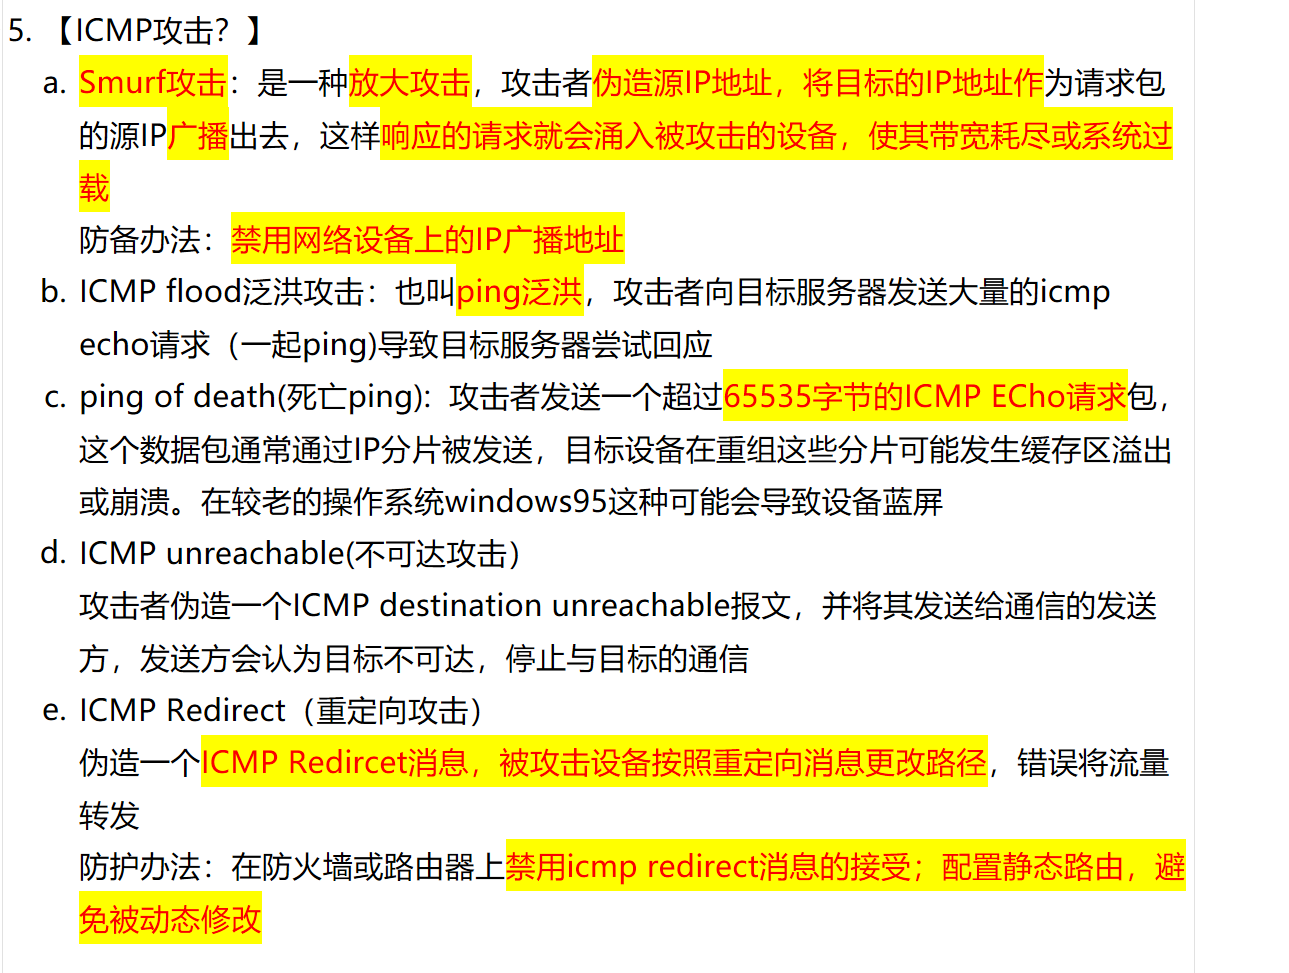 5. 【ICMP攻击？】
a. Smurf攻击：是一种放大攻击，攻击者伪造源IP地址，将目标的IP地址作为请求包
的源IP广播出去，这样响应的请求就会涌入被攻击的设备，使其带宽耗尽或系统过
载
防备办法：禁用网络设备上的IP广播地址
b. ICMP flood泛洪攻击：也叫ping泛洪，攻击者向目标服务器发送大量的icmp
echo请求（一起ping)导致目标服务器尝试回应
c. ping of death(死亡ping)：攻击者发送一个超过65535字节的ICMP ECho请求包，
这个数据包通常通过IP分片被发送，目标设备在重组这些分片可能发生缓存区溢出
或崩溃。在较老的操作系统windows95这种可能会导致设备蓝屏
d. ICMP unreachable(不可达攻击）
攻击者伪造一个ICMP destination unreachable报文，并将其发送给通信的发送
方，发送方会认为目标不可达，停止与目标的通信
e. ICMP Redirect（重定向攻击）
伪造一个ICMP Redircet消息，被攻击设备按照重定向消息更改路径，错误将流量
转发
防护办法：在防火墙或路由器上禁用icmp redirect消息的接受；配置静态路由，避
免被动态修改